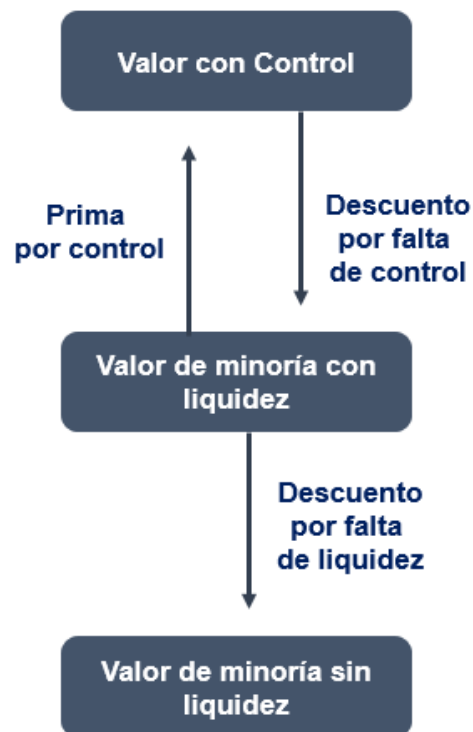 Valor con Control
Prima
por control
Descuento
por falta
de control
Valor de minoría con
liquidez
Descuento
por falta
de liquidez
Valor de minoría sin
liquidez